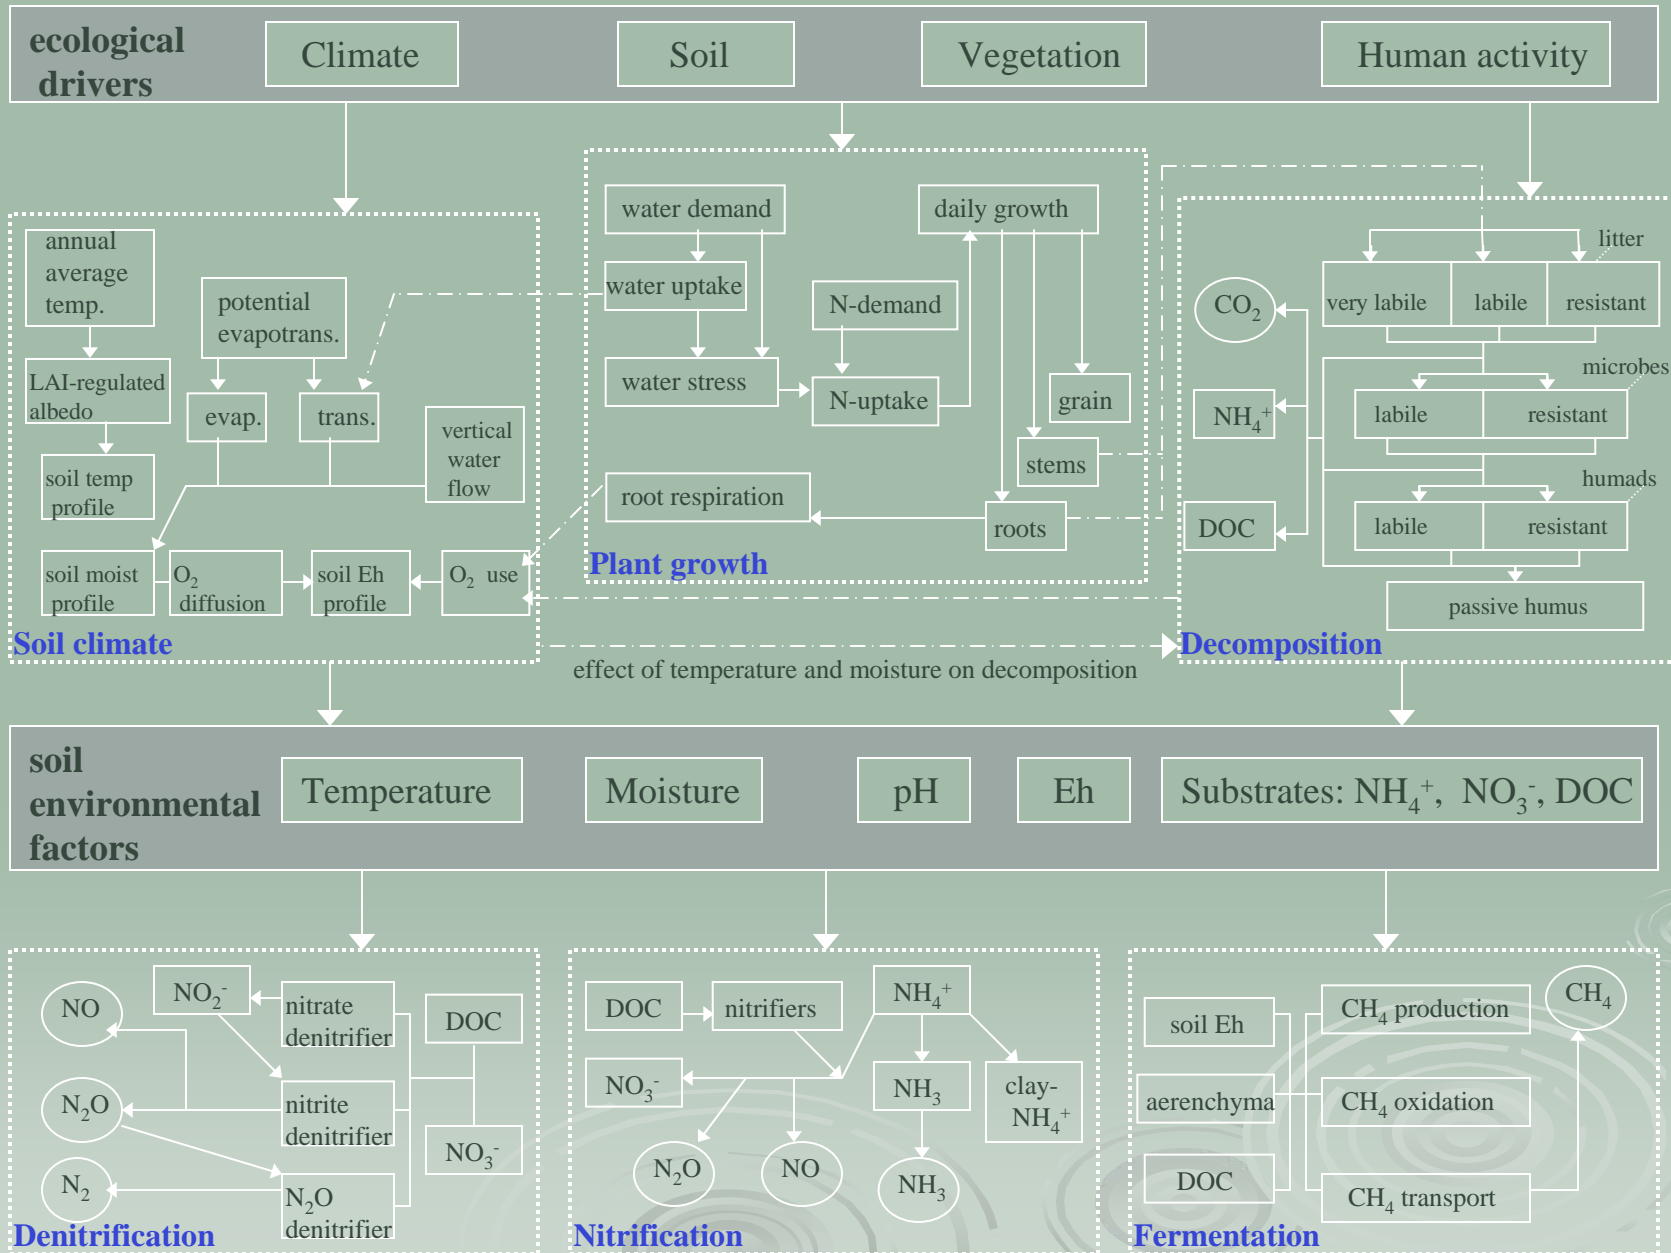 ecological
drivers
Climate
Soil
Vegetation
Human activity
annual
average
temp.
potential
evapotrans.
LAI-regulated
albedo
evap.
trans.
vertical
water
flow
soil temp
profile
soil moist
profile
O₂
diffusion
soil Eh
profile
O₂ use
Soil climate
water demand
daily growth
water uptake
N-demand
water stress
N-uptake
grain
stems
root respiration
roots
Plant growth
litter
CO₂
very labile
labile
resistant
microbes
NH₄⁺
labile
resistant
humads
DOC
labile
resistant
passive humus
Decomposition
effect of temperature and moisture on decomposition
soil
environmental
factors
Temperature
Moisture
pH
Eh
Substrates: NH₄⁺, NO₃⁻, DOC
NO
NO₂⁻
nitrate
denitrifier
DOC
N₂O
nitrite
denitrifier
NO₃⁻
N₂
N₂O
denitrifier
Denitrification
DOC
nitrifiers
NH₄⁺
NO₃⁻
NH₃
clay-
NH₄⁺
N₂O
NO
NH₃
Nitrification
soil Eh
CH₄ production
CH₄
aerenchyma
CH₄ oxidation
DOC
CH₄ transport
Fermentation